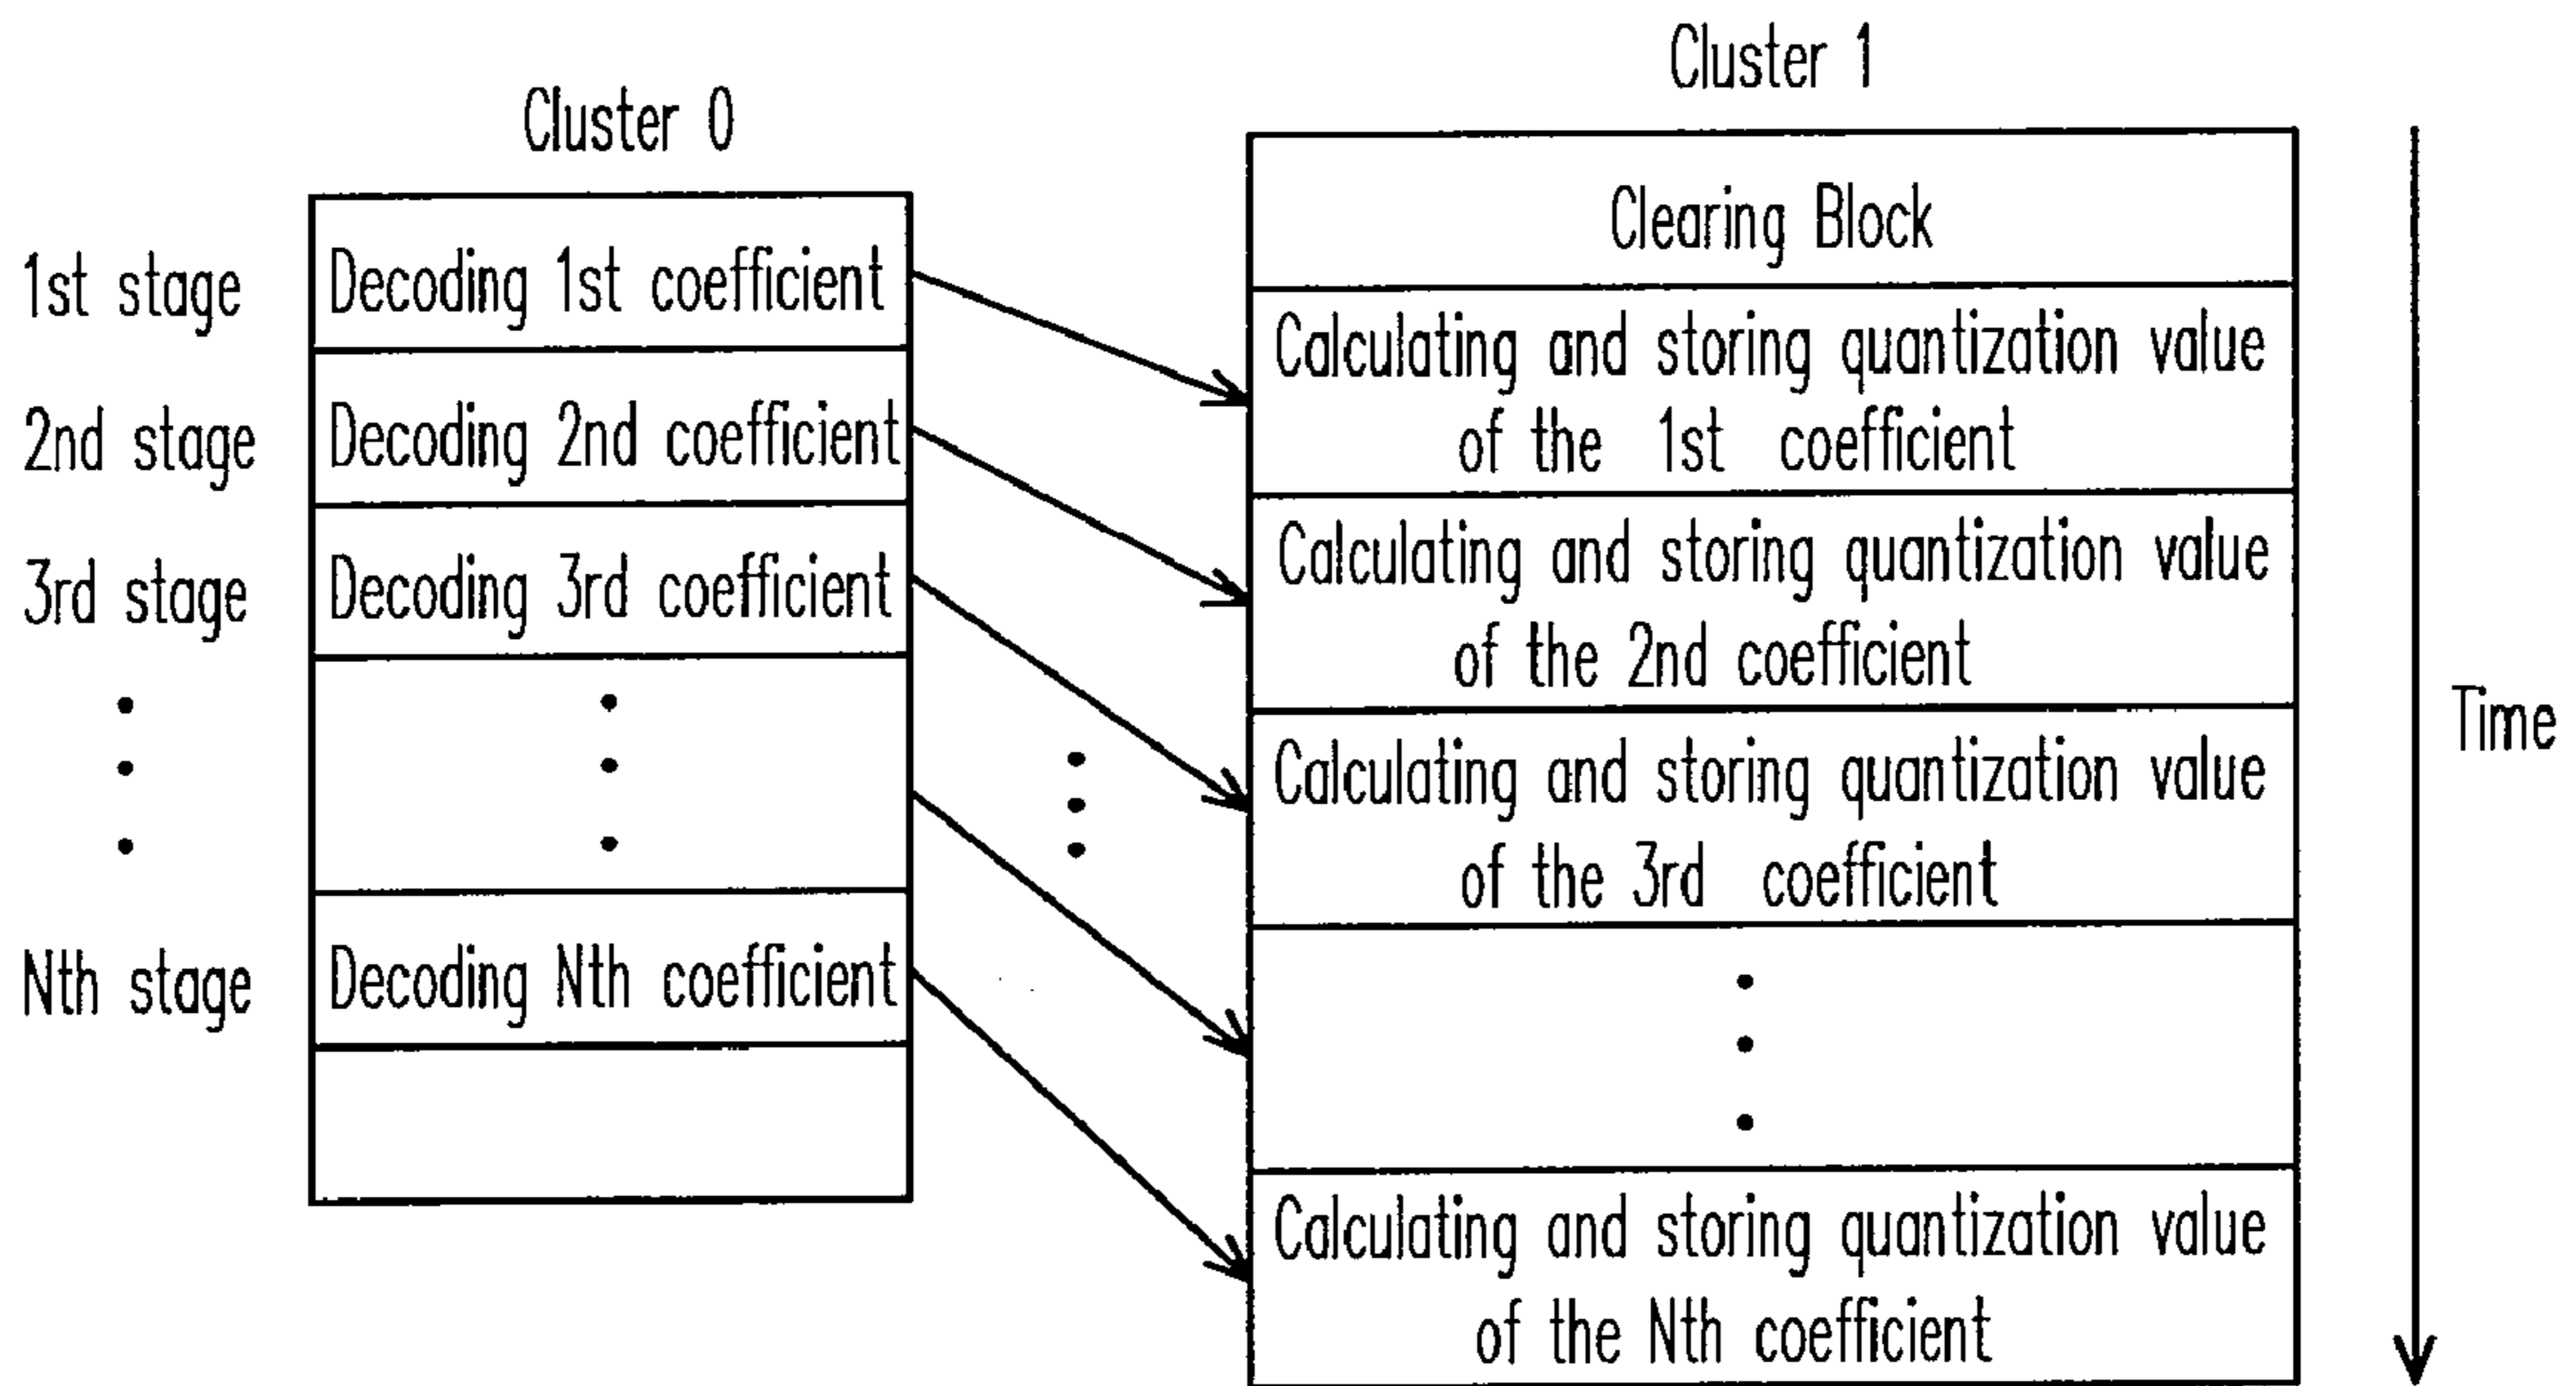 Cluster 0
1st stage
Decoding 1st coefficient
2nd stage
Decoding 2nd coefficient
3rd stage
Decoding 3rd coefficient
Nth stage
Decoding Nth coefficient
Cluster 1
Clearing Block
Calculating and storing quantization value
of the 1st coefficient
Calculating and storing quantization value
of the 2nd coefficient
Calculating and storing quantization value
of the 3rd coefficient
Calculating and storing quantization value
of the Nth coefficient
Time